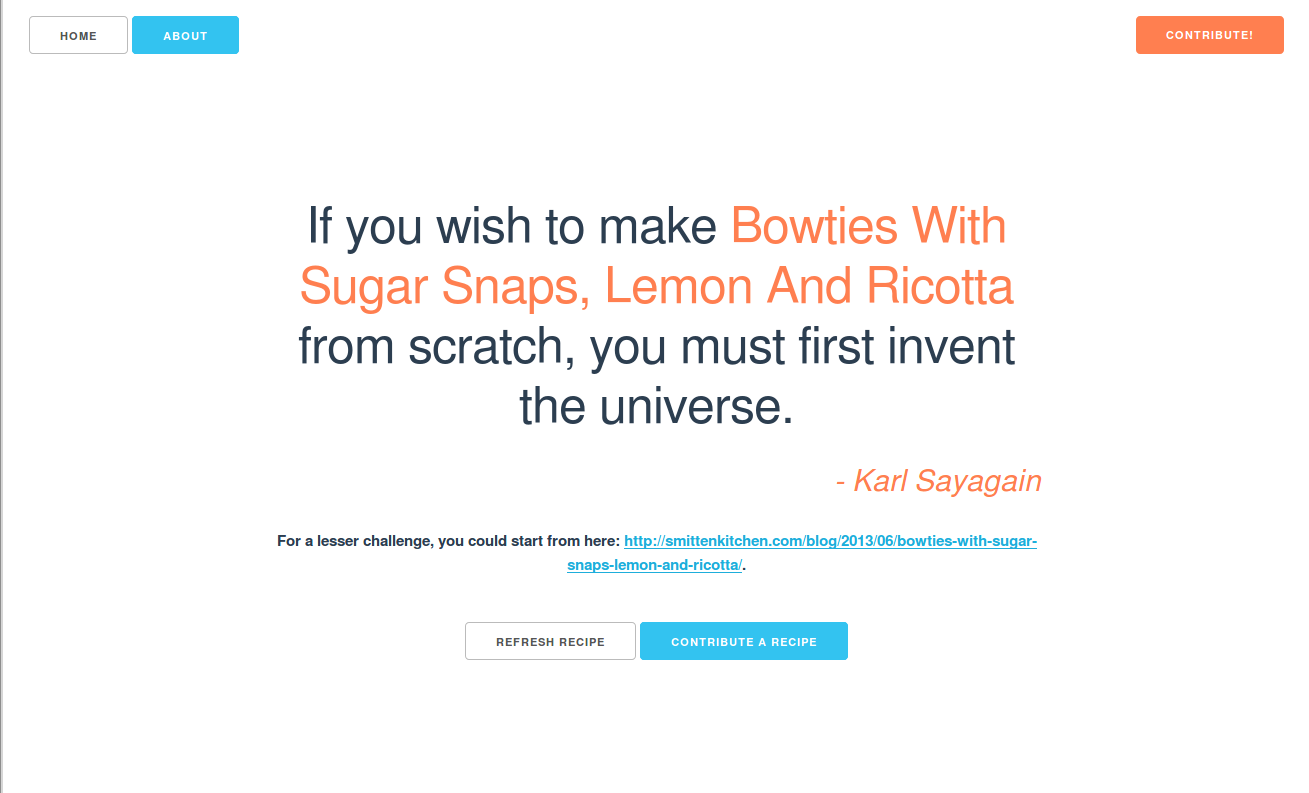 HOME ABOUT CONTRIBUTE!
If you wish to make Bowties With
Sugar Snaps, Lemon And Ricotta
from scratch, you must first invent
the universe.
- Karl Sayagain
For a lesser challenge, you could start from here: http://smittenkitchen.com/blog/2013/06/bowties-with-sugar-
snaps-lemon-and-ricotta/.
REFRESH RECIPE CONTRIBUTE A RECIPE